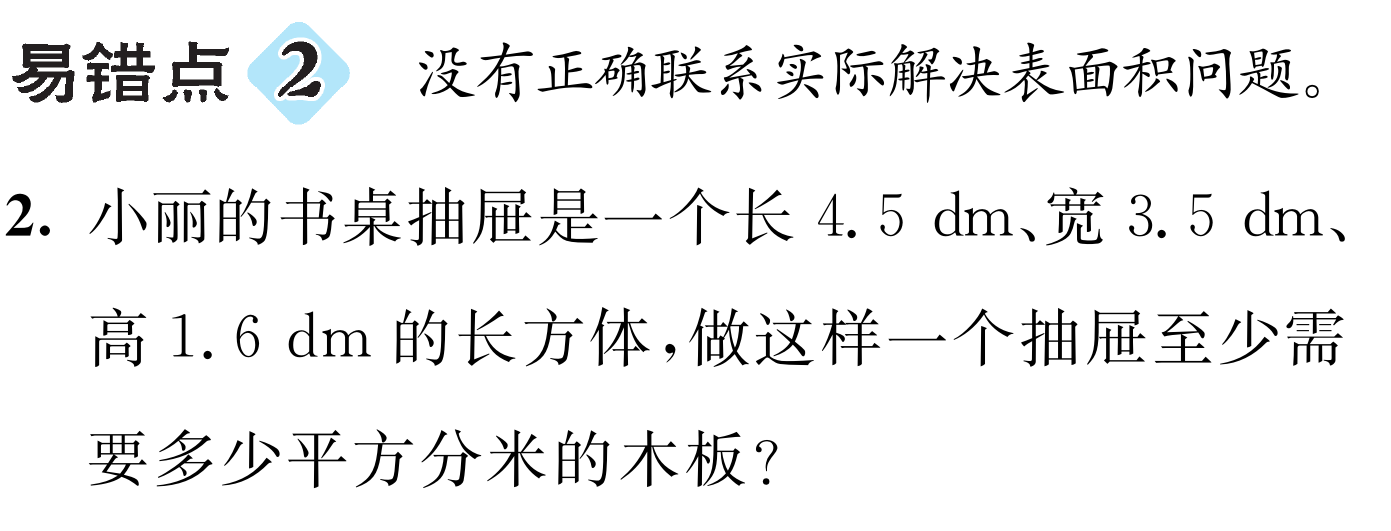 易错点 2 没有正确联系实际解决表面积问题。
2. 小丽的书桌抽屉是一个长 4.5 dm、宽 3.5 dm、
高 1.6 dm 的长方体,做这样一个抽屉至少需
要多少平方分米的木板?